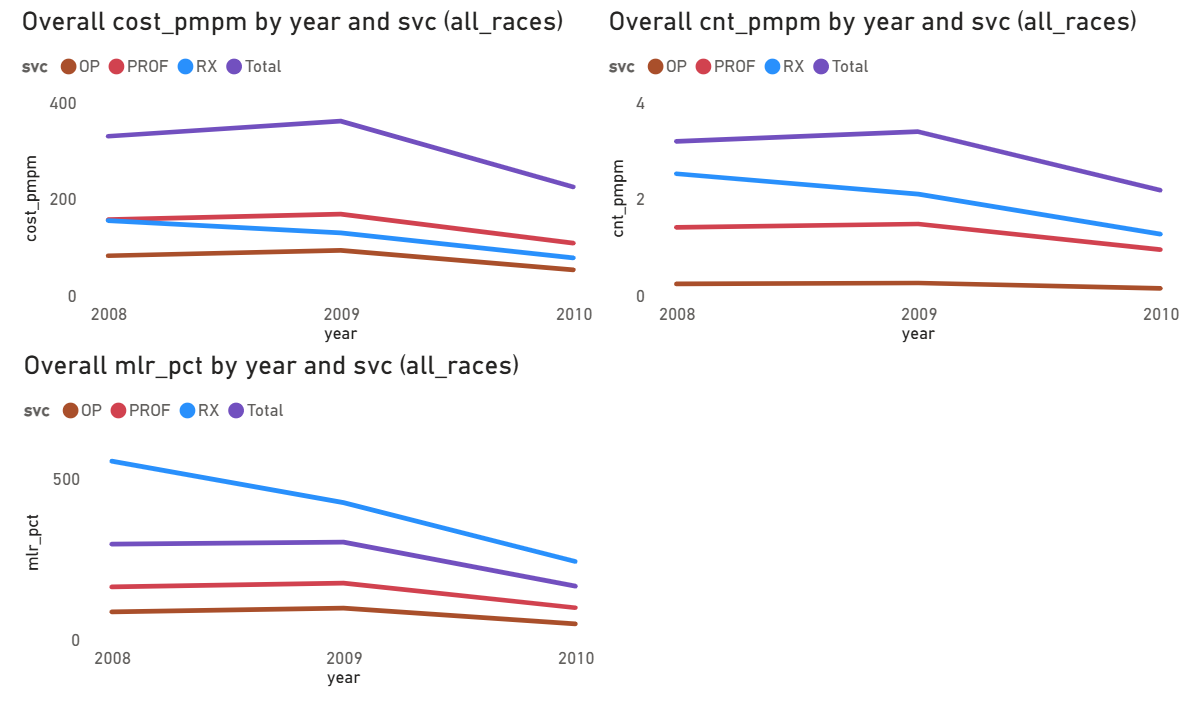 Overall cost_pmpm by year and svc (all_races)
svc OP PROF RX Total
400
200
0
cost_pmpm
2008 2009 2010
year
Overall cnt_pmpm by year and svc (all_races)
svc OP PROF RX Total
4
2
0
cnt_pmpm
2008 2009 2010
year
Overall mlr_pct by year and svc (all_races)
svc OP PROF RX Total
500
0
mlr_pct
2008 2009 2010
year